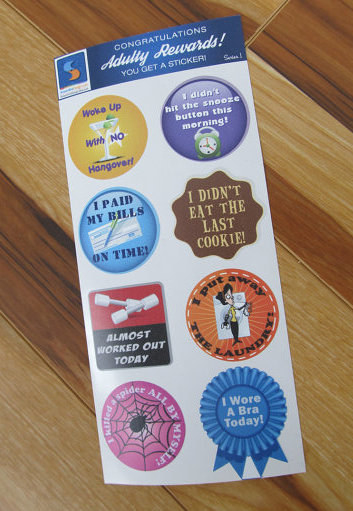 CONGRATULATIONS
Adulty Rewards!
YOU GET A STICKER!
Series 1
Woke Up
With NO
Hangover!
I didn't
hit the snooze
button this
morning!
I PAID
MY BILLS
ON TIME!
I DIDN'T
EAT THE
LAST
COOKIE!
ALMOST
WORKED OUT
TODAY
I put away
THE LAUNDRY!
I killed a spider ALL BY MYSELF!
I Wore
A Bra
Today!